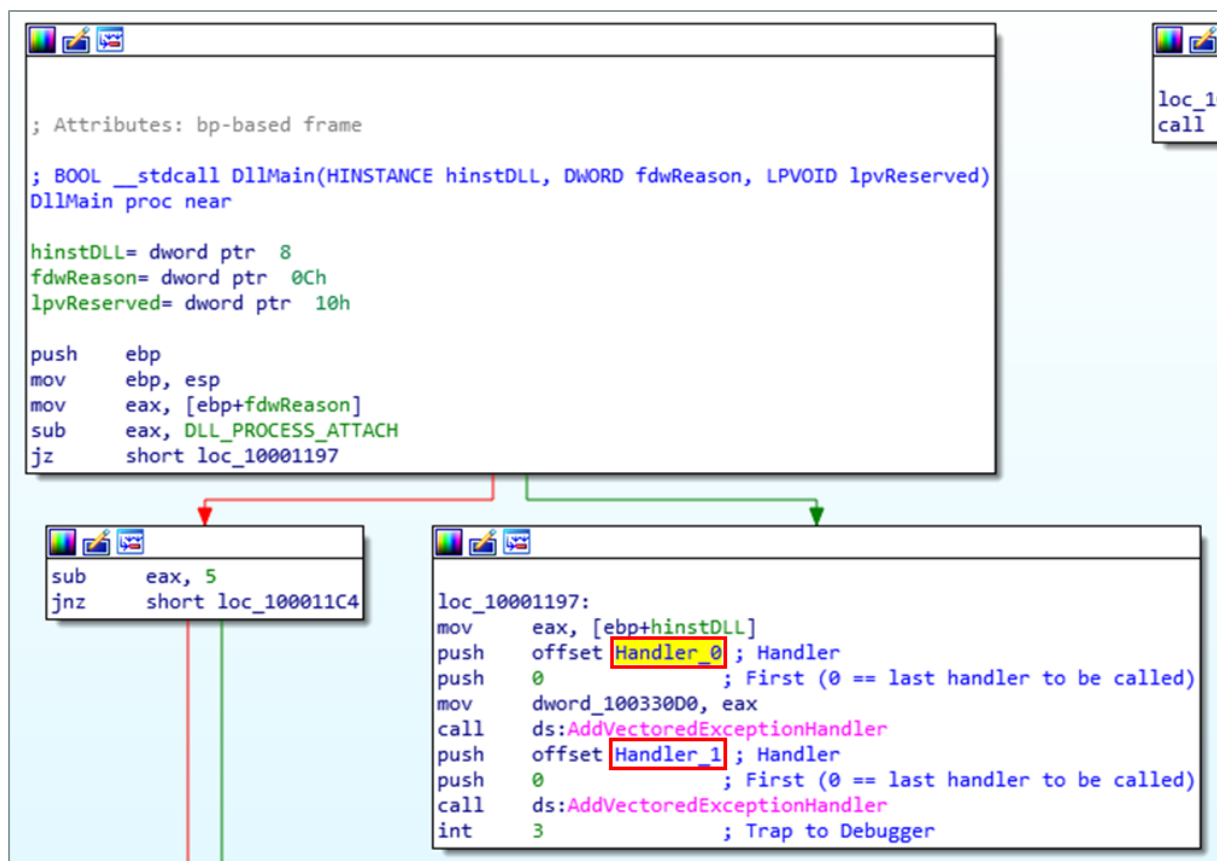 ; Attributes: bp-based frame
; BOOL __stdcall DllMain(HINSTANCE hinstDLL, DWORD fdwReason, LPVOID lpvReserved)
DllMain proc near
hinstDLL= dword ptr  8
fdwReason= dword ptr  0Ch
lpvReserved= dword ptr  10h
push    ebp
mov     ebp, esp
mov     eax, [ebp+fdwReason]
sub     eax, DLL_PROCESS_ATTACH
jz      short loc_10001197
loc_1
call
sub     eax, 5
jnz     short loc_100011C4
loc_10001197:
mov     eax, [ebp+hinstDLL]
push    offset Handler_0 ; Handler
push    0               ; First (0 == last handler to be called)
mov     dword_100330D0, eax
call    ds:AddVectoredExceptionHandler
push    offset Handler_1 ; Handler
push    0               ; First (0 == last handler to be called)
call    ds:AddVectoredExceptionHandler
int     3               ; Trap to Debugger